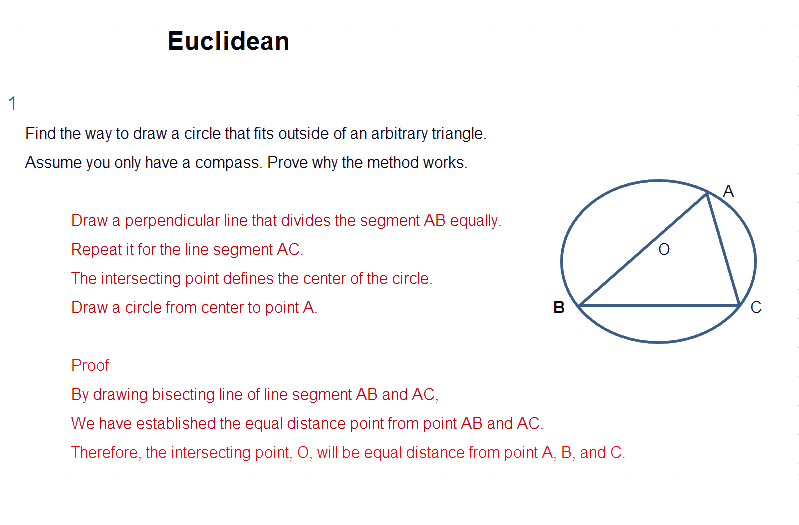 Euclidean
1
Find the way to draw a circle that fits outside of an arbitrary triangle.
Assume you only have a compass. Prove why the method works.
Draw a perpendicular line that divides the segment AB equally.
Repeat it for the line segment AC.
The intersecting point defines the center of the circle.
Draw a circle from center to point A.
Proof
By drawing bisecting line of line segment AB and AC,
We have established the equal distance point from point AB and AC.
Therefore, the intersecting point, O, will be equal distance from point A, B, and C.
A
O
B
C